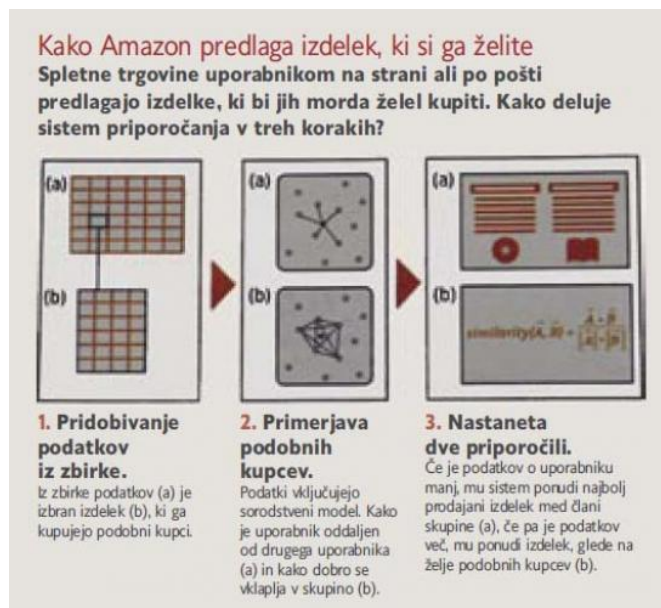 Kako Amazon predlaga izdelek, ki si ga želite
Spletne trgovine uporabnikom na strani ali po pošti
predlagajo izdelke, ki bi jih morda želel kupiti. Kako deluje
sistem priporočanja v treh korakih?
(a)
(b)
(a)
(b)
(a)
(b)
similarity(A, B) = A • B / |A| • |B|
1. Pridobivanje
podatkov
iz zbirke.
Iz zbirke podatkov (a) je
izbran izdelek (b), ki ga
kupujejo podobni kupci.
2. Primerjava
podobnih
kupcev.
Podatki vključujejo
sorodstveni model. Kako
je uporabnik oddaljen
od drugega uporabnika
(a) in kako dobro se
vklaplja v skupino (b).
3. Nastaneta
dve priporočili.
Če je podatkov o uporabniku
manj, mu sistem ponudi najbolj
prodajani izdelek med člani
skupine (a), če pa je podatkov
več, mu ponudi izdelek, glede na
želje podobnih kupcev (b).